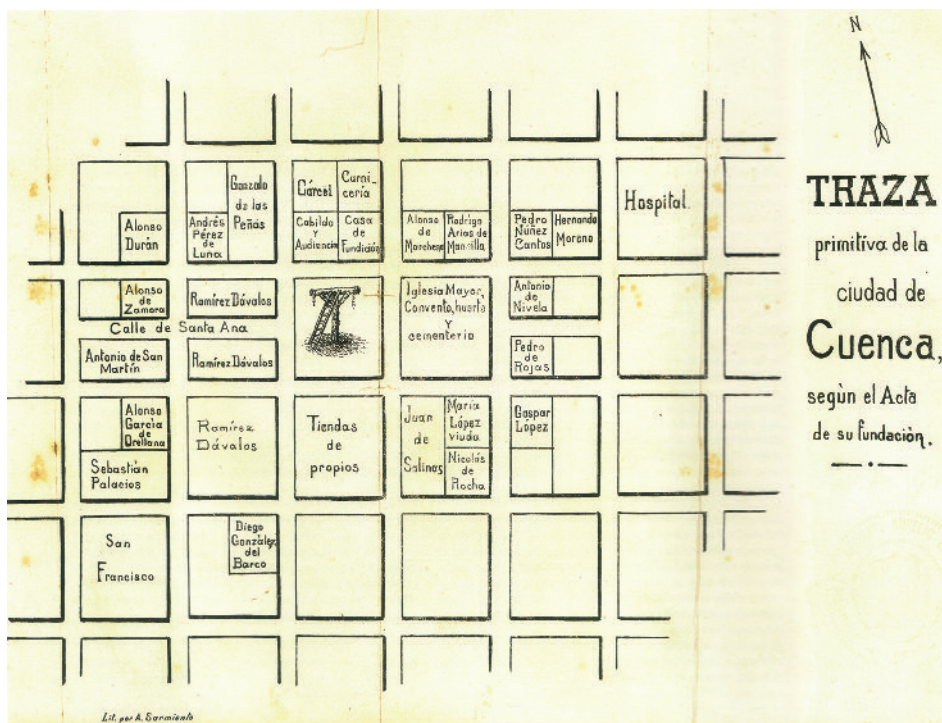 N
TRAZA
primitiva de la
ciudad de
Cuenca,
segùn el Acta
de su fundación.
Alonso
Durán
Andrés
Pérez
de
Luna
Gonzalo
de las
Peñas
Cárcel
Curni-
cería
Cabildo
y
Audiencia
Casa
de
Fundición
Alonso
de
Morchena
Rodrigo
Arias de
Mansilla
Pedro
Núñez
Cantos
Hernando
Moreno
Hospital.
Alonso
de
Zamora
Ramírez Dávalos
Iglesia Mayor,
Convento, huerta
Y
cementerio
Antonio
de
Nivela
Calle de Santa Ana
Antonio de San
Martín
Ramírez Dávalos
Pedro
de
Rojas
Alonso
García
de
Orellana
Sebastián
Palacios
Ramírez
Dávalos
Tiendas
de
propios
Juan
de
Salinas
María
López
viuda
Nicolás
de
Rocha
Gaspar
López
San
Francisco
Diego
González
del
Barco
Lit. por A. Sarmiento